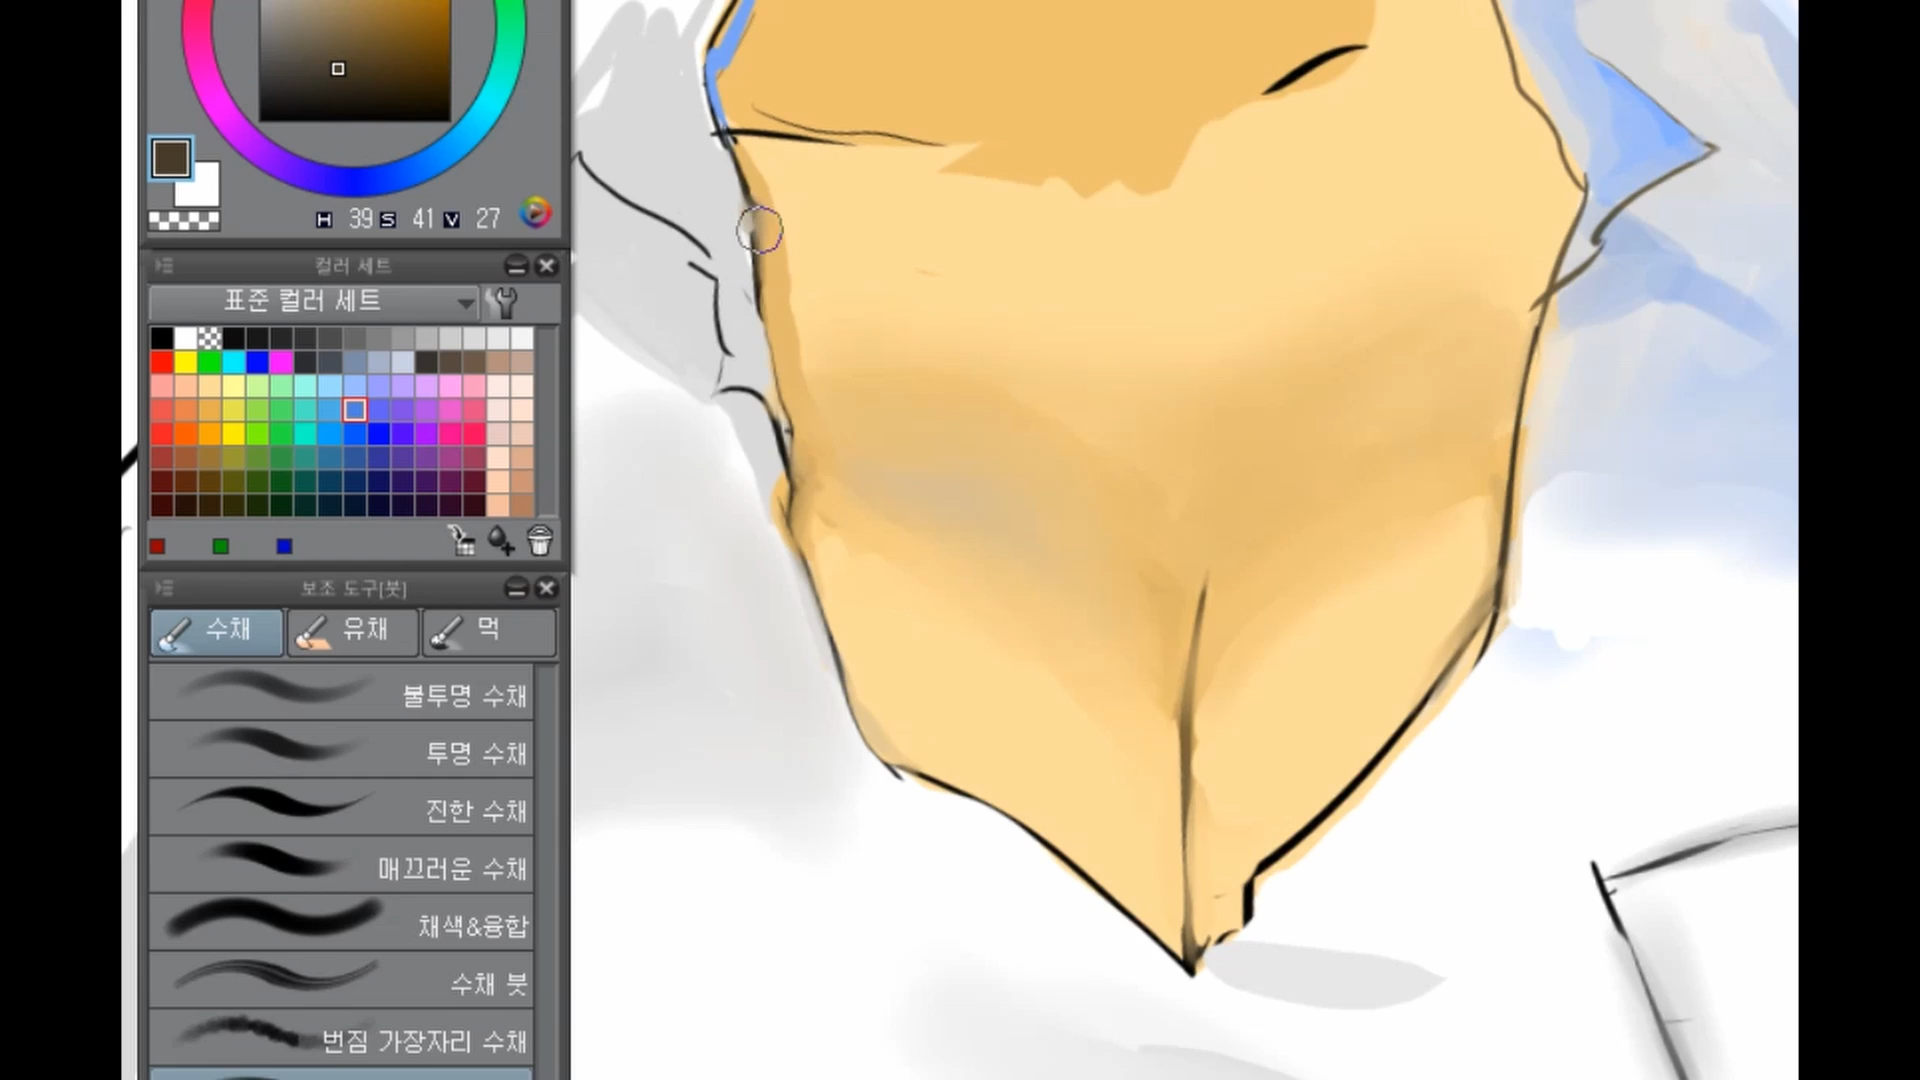 H 39 S 41 V 27
컬러 세트
표준 컬러 세트
보조 도구[붓]
수채 유채 먹
불투명 수채
투명 수채
진한 수채
매끄러운 수채
채색&융합
수채 붓
번짐 가장자리 수채